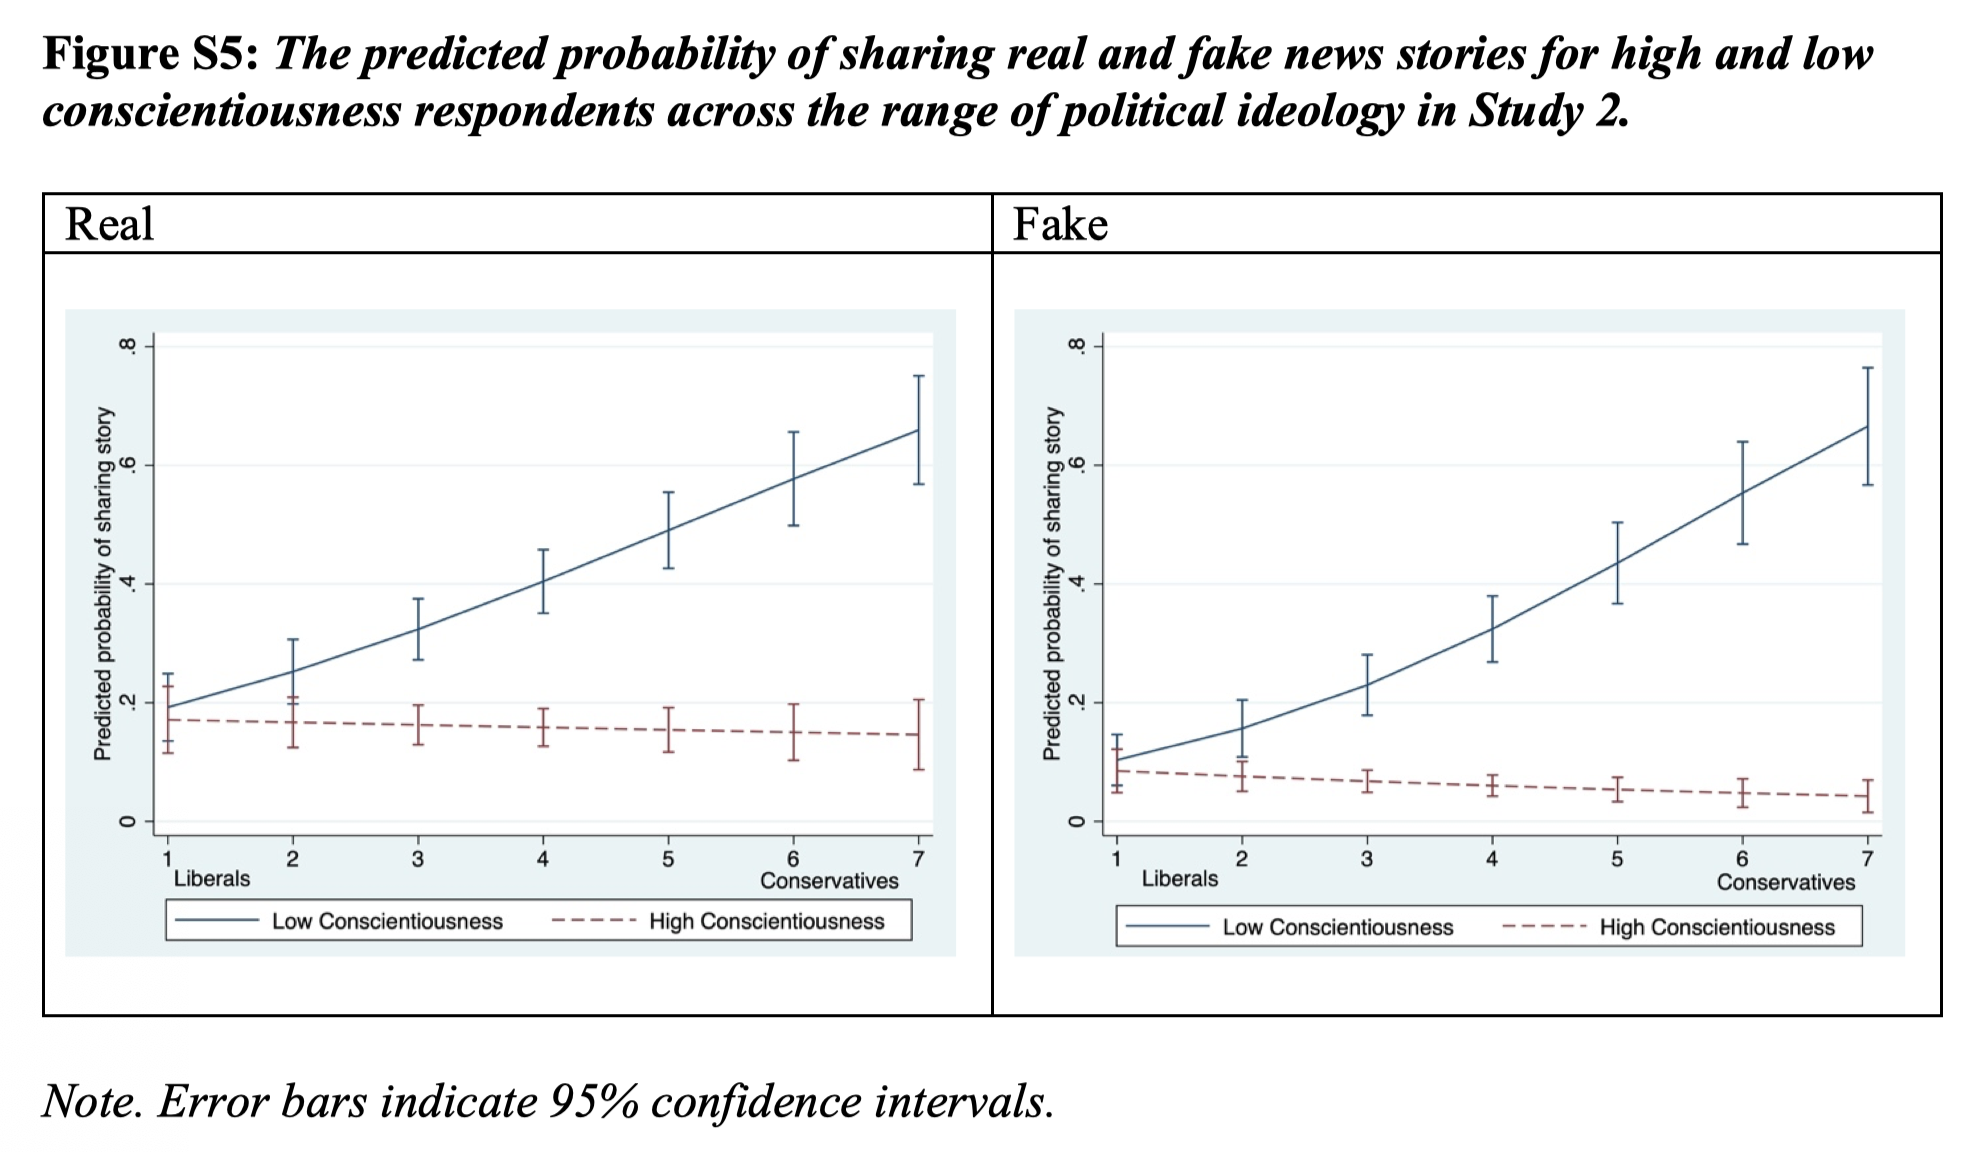 Figure S5: The predicted probability of sharing real and fake news stories for high and low
conscientiousness respondents across the range of political ideology in Study 2.
Real
Predicted probability of sharing story
.8
.6
.4
.2
0
1
2
3
4
5
6
7
Liberals
Conservatives
Low Conscientiousness
High Conscientiousness
Fake
Predicted probability of sharing story
.8
.6
.4
.2
0
1
2
3
4
5
6
7
Liberals
Conservatives
Low Conscientiousness
High Conscientiousness
Note. Error bars indicate 95% confidence intervals.